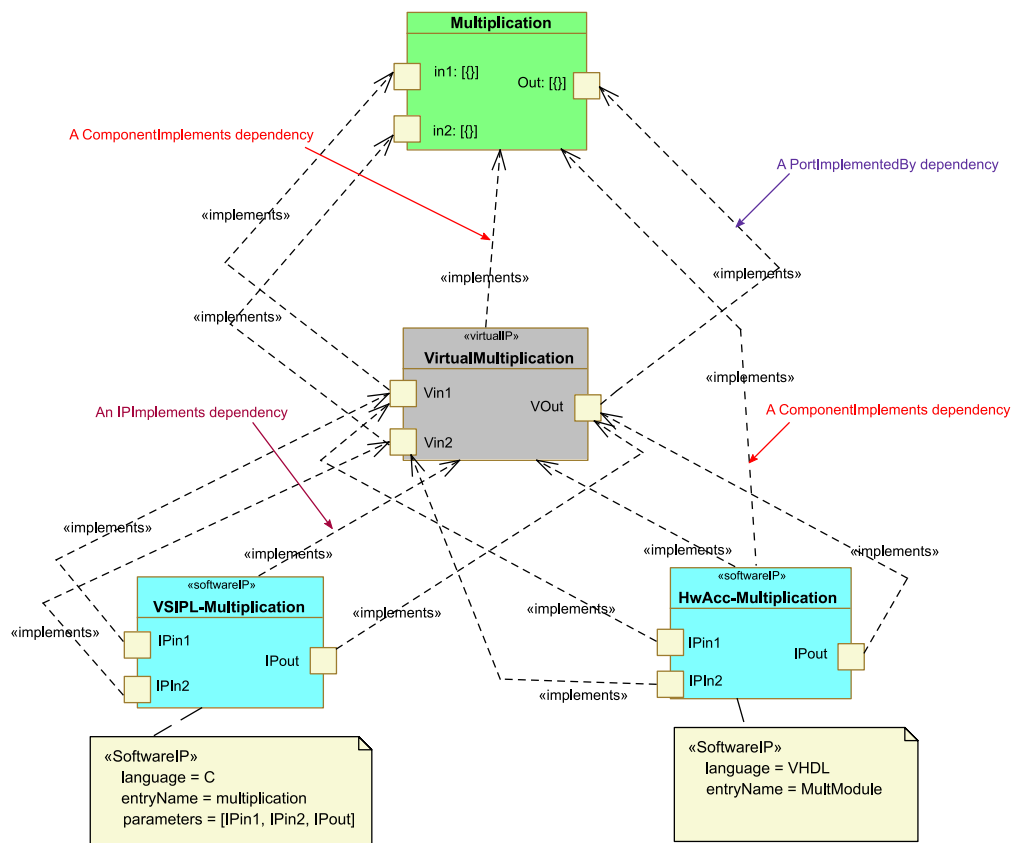 Multiplication
in1: [{}]
Out: [{}]
in2: [{}]
A ComponentImplements dependency
A PortImplementedBy dependency
«implements»
«implements»
«implements»
«implements»
«virtualIP»
VirtualMultiplication
Vin1
VOut
Vin2
«implements»
An IPImplements dependency
A ComponentImplements dependency
«implements»
«implements»
«implements»
«implements»
«softwareIP»
VSIPL-Multiplication
IPin1
IPout
IPIn2
«softwareIP»
HwAcc-Multiplication
IPin1
IPout
IPIn2
«implements»
«implements»
«implements»
«SoftwareIP»
language = C
entryName = multiplication
parameters = [IPin1, IPin2, IPout]
«SoftwareIP»
language = VHDL
entryName = MultModule